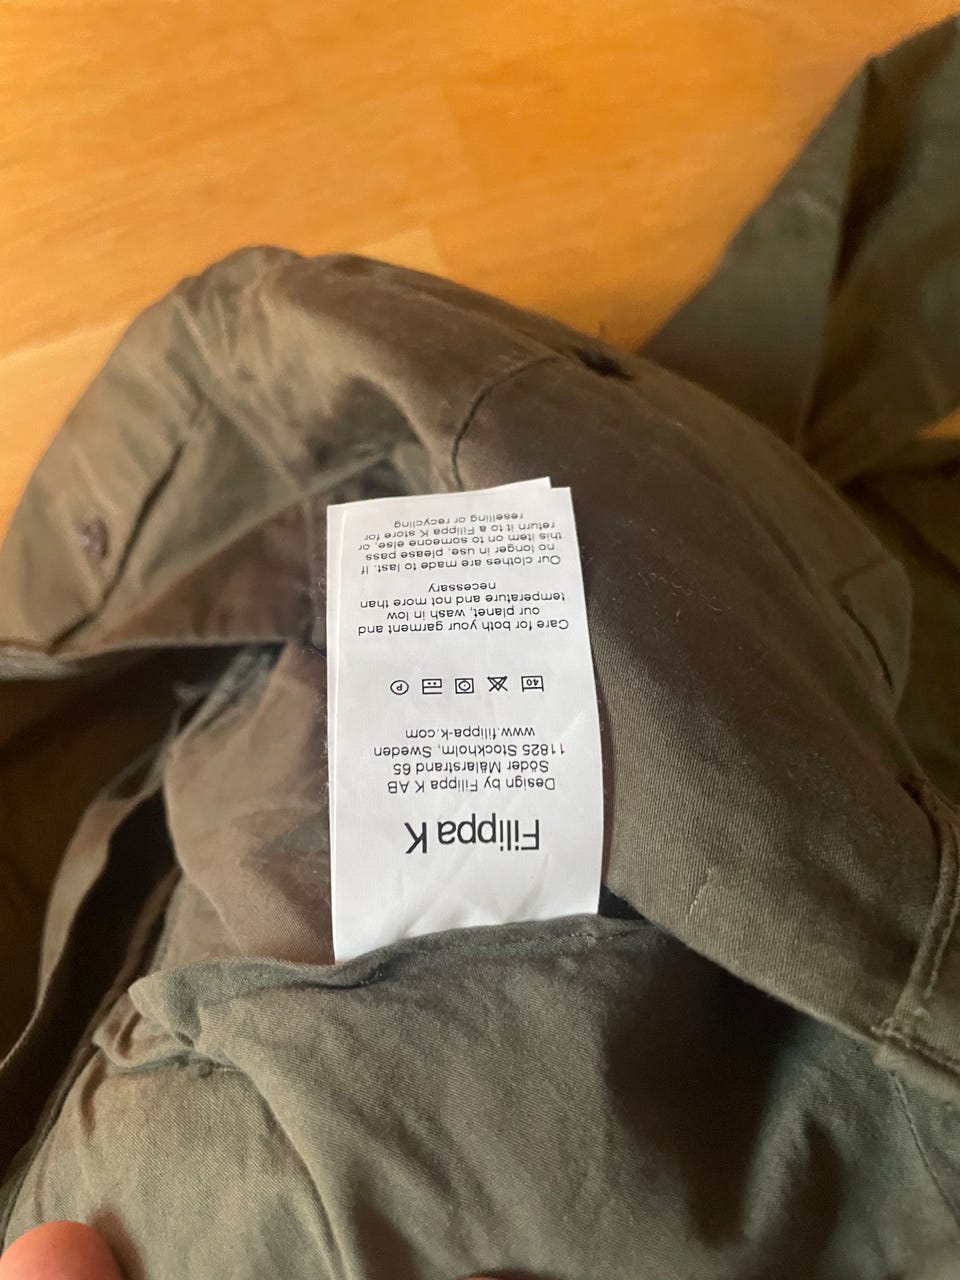 Filippa K
Design by Filippa K AB
Söder Mälarstrand 65
11825 Stockholm, Sweden
www.filippa-k.com
40 P
Care for both your garment and
our planet, wash in low
temperature and not more than
necessary
Our clothes are made to last. If
no longer in use, please pass
this item on to someone else, or
return it to a Filippa K store for
reselling or recycling